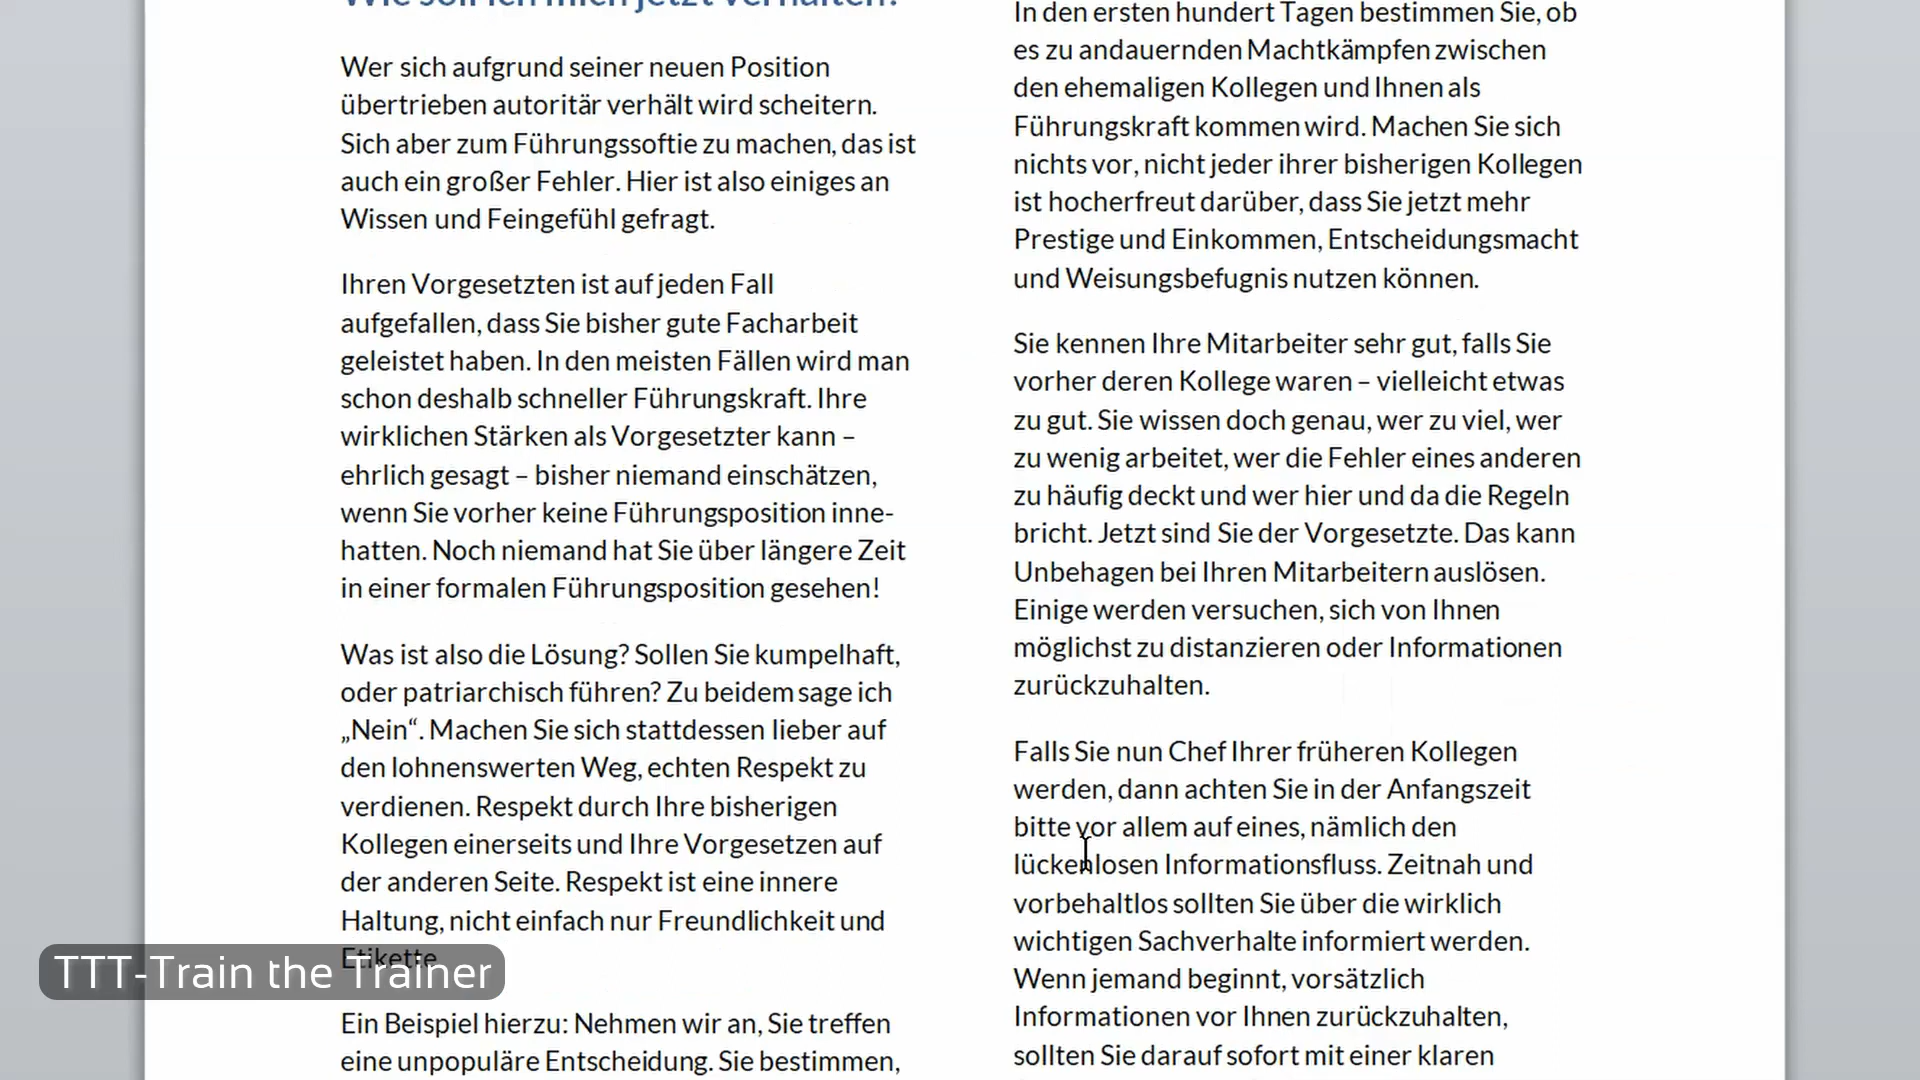 Wie soll ich mich jetzt verhalten?
Wer sich aufgrund seiner neuen Position
übertrieben autoritär verhält wird scheitern.
Sich aber zum Führungssoftie zu machen, das ist
auch ein großer Fehler. Hier ist also einiges an
Wissen und Feingefühl gefragt.
Ihren Vorgesetzten ist auf jeden Fall
aufgefallen, dass Sie bisher gute Facharbeit
geleistet haben. In den meisten Fällen wird man
schon deshalb schneller Führungskraft. Ihre
wirklichen Stärken als Vorgesetzter kann –
ehrlich gesagt – bisher niemand einschätzen,
wenn Sie vorher keine Führungsposition inne-
hatten. Noch niemand hat Sie über längere Zeit
in einer formalen Führungsposition gesehen!
Was ist also die Lösung? Sollen Sie kumpelhaft,
oder patriarchisch führen? Zu beidem sage ich
„Nein“. Machen Sie sich stattdessen lieber auf
den lohnenswerten Weg, echten Respekt zu
verdienen. Respekt durch Ihre bisherigen
Kollegen einerseits und Ihre Vorgesetzen auf
der anderen Seite. Respekt ist eine innere
Haltung, nicht einfach nur Freundlichkeit und
Etikette
Ein Beispiel hierzu: Nehmen wir an, Sie treffen
eine unpopuläre Entscheidung. Sie bestimmen,
In den ersten hundert Tagen bestimmen Sie, ob
es zu andauernden Machtkämpfen zwischen
den ehemaligen Kollegen und Ihnen als
Führungskraft kommen wird. Machen Sie sich
nichts vor, nicht jeder ihrer bisherigen Kollegen
ist hocherfreut darüber, dass Sie jetzt mehr
Prestige und Einkommen, Entscheidungsmacht
und Weisungsbefugnis nutzen können.
Sie kennen Ihre Mitarbeiter sehr gut, falls Sie
vorher deren Kollege waren – vielleicht etwas
zu gut. Sie wissen doch genau, wer zu viel, wer
zu wenig arbeitet, wer die Fehler eines anderen
zu häufig deckt und wer hier und da die Regeln
bricht. Jetzt sind Sie der Vorgesetzte. Das kann
Unbehagen bei Ihren Mitarbeitern auslösen.
Einige werden versuchen, sich von Ihnen
möglichst zu distanzieren oder Informationen
zurückzuhalten.
Falls Sie nun Chef Ihrer früheren Kollegen
werden, dann achten Sie in der Anfangszeit
bitte vor allem auf eines, nämlich den
lückenlosen Informationsfluss. Zeitnah und
vorbehaltlos sollten Sie über die wirklich
wichtigen Sachverhalte informiert werden.
Wenn jemand beginnt, vorsätzlich
Informationen vor Ihnen zurückzuhalten,
sollten Sie darauf sofort mit einer klaren
TTT-Train the Trainer